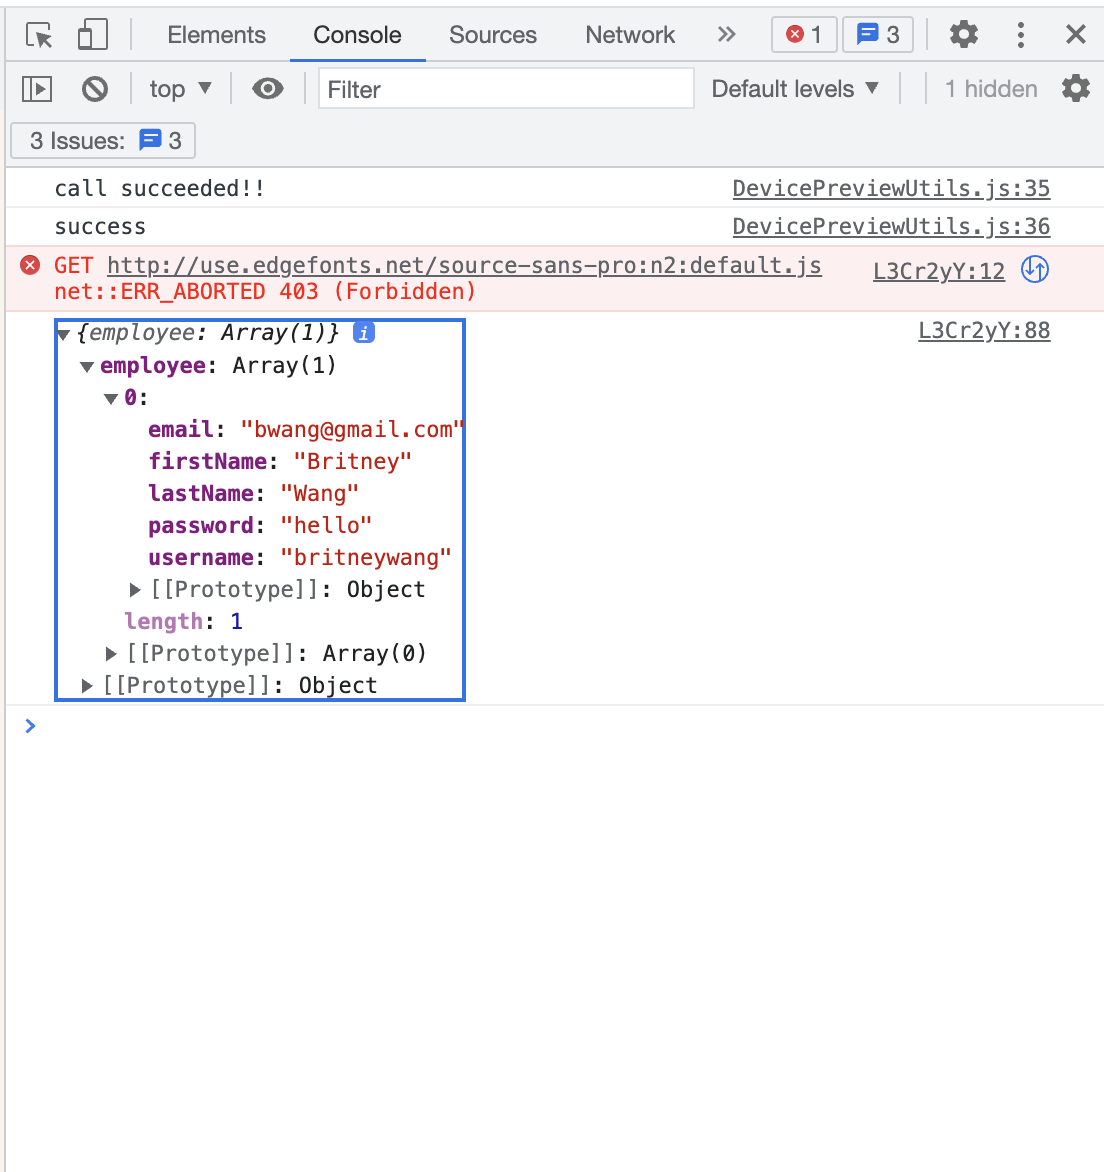 Elements Console Sources Network >> 1 3
top ▼ Filter Default levels ▼ 1 hidden
3 Issues: 3
call succeeded!! DevicePreviewUtils.js:35
success DevicePreviewUtils.js:36
GET http://use.edgefonts.net/source-sans-pro:n2:default.js L3Cr2yY:12
net::ERR_ABORTED 403 (Forbidden)
▼{employee: Array(1)} i L3Cr2yY:88
▼employee: Array(1)
▼0:
email: "bwang@gmail.com"
firstName: "Britney"
lastName: "Wang"
password: "hello"
username: "britneywang"
▶[[Prototype]]: Object
length: 1
▶[[Prototype]]: Array(0)
▶[[Prototype]]: Object
>